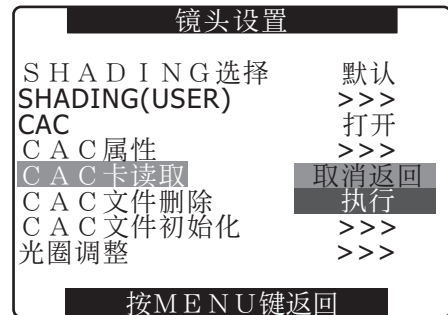 镜头设置
ＳＨＡＤＩＮＧ选择 默认
SHADING(USER) >>>
CAC 打开
ＣＡＣ属性 >>>
ＣＡＣ卡读取 取消返回
ＣＡＣ文件删除 执行
ＣＡＣ文件初始化 >>>
光圈调整 >>>
按ＭＥＮＵ键返回